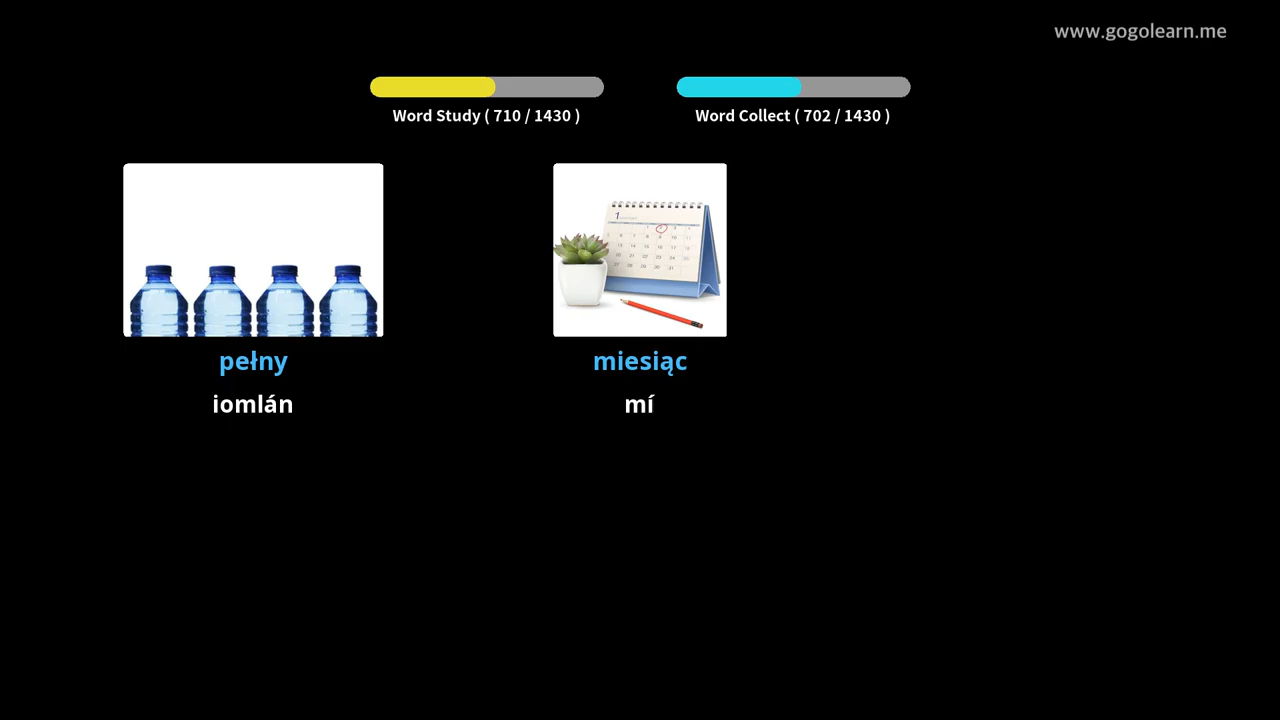 www.gogolearn.me
Word Study ( 710 / 1430 )
Word Collect ( 702 / 1430 )
pełny
iomlán
miesiąc
mí